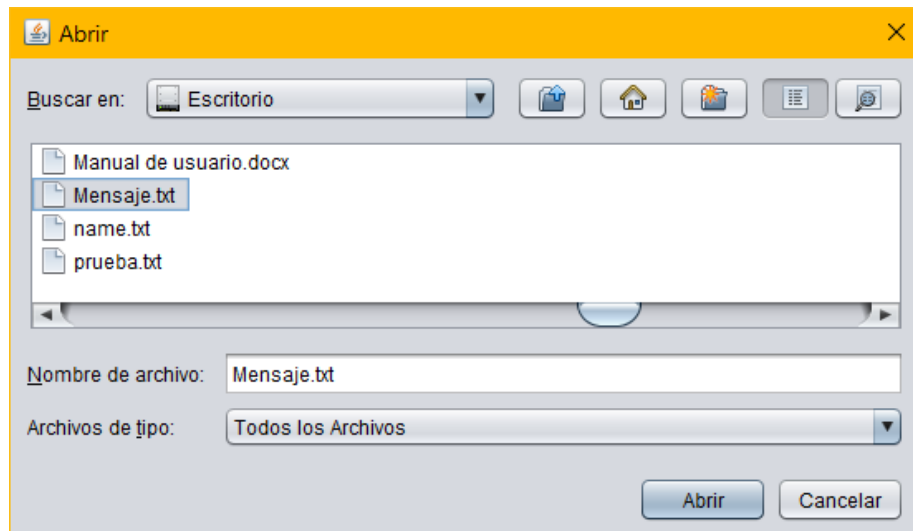 Abrir
Buscar en: Escritorio
Manual de usuario.docx
Mensaje.txt
name.txt
prueba.txt
Nombre de archivo: Mensaje.txt
Archivos de tipo: Todos los Archivos
Abrir Cancelar